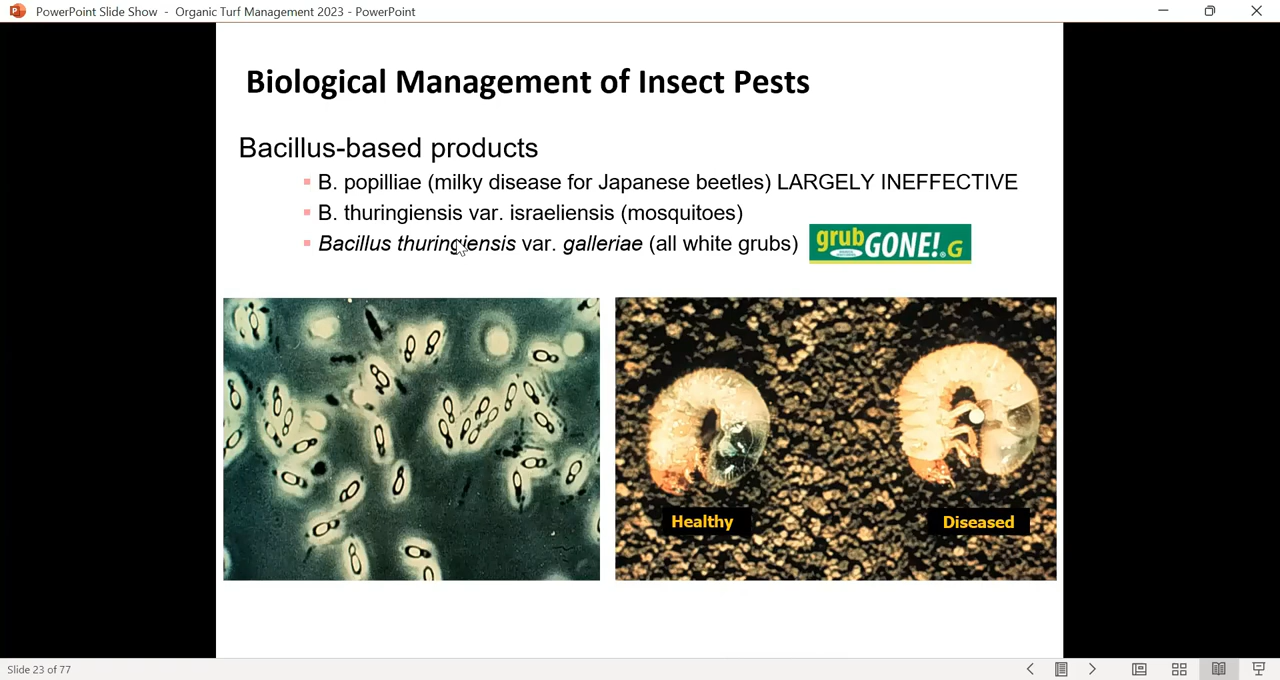 PowerPoint Slide Show - Organic Turf Management 2023 - PowerPoint
Biological Management of Insect Pests
Bacillus-based products
B. popilliae (milky disease for Japanese beetles) LARGELY INEFFECTIVE
B. thuringiensis var. israeliensis (mosquitoes)
Bacillus thuringiensis var. galleriae (all white grubs)
grubGONE!® G
Healthy
Diseased
Slide 23 of 77